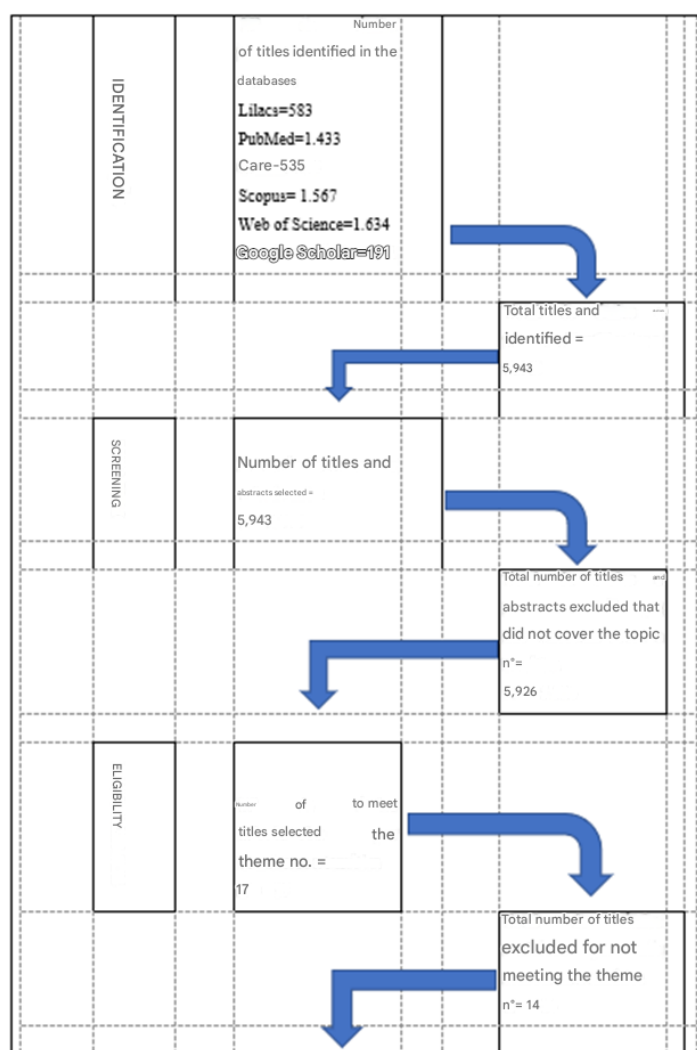 Number
of titles identified in the
databases
Lilacs=583
PubMed=1.433
Care-535
Scopus= 1.567
Web of Science=1.634
Google Scholar=191
IDENTIFICATION
Total titles and
identified =
5,943
SCREENING
Number of titles and
abstracts selected =
5,943
Total number of titles and
abstracts excluded that
did not cover the topic
n°=
5,926
ELIGIBILITY
Number of to meet
titles selected the
theme no. =
17
Total number of titles
excluded for not
meeting the theme
n°= 14